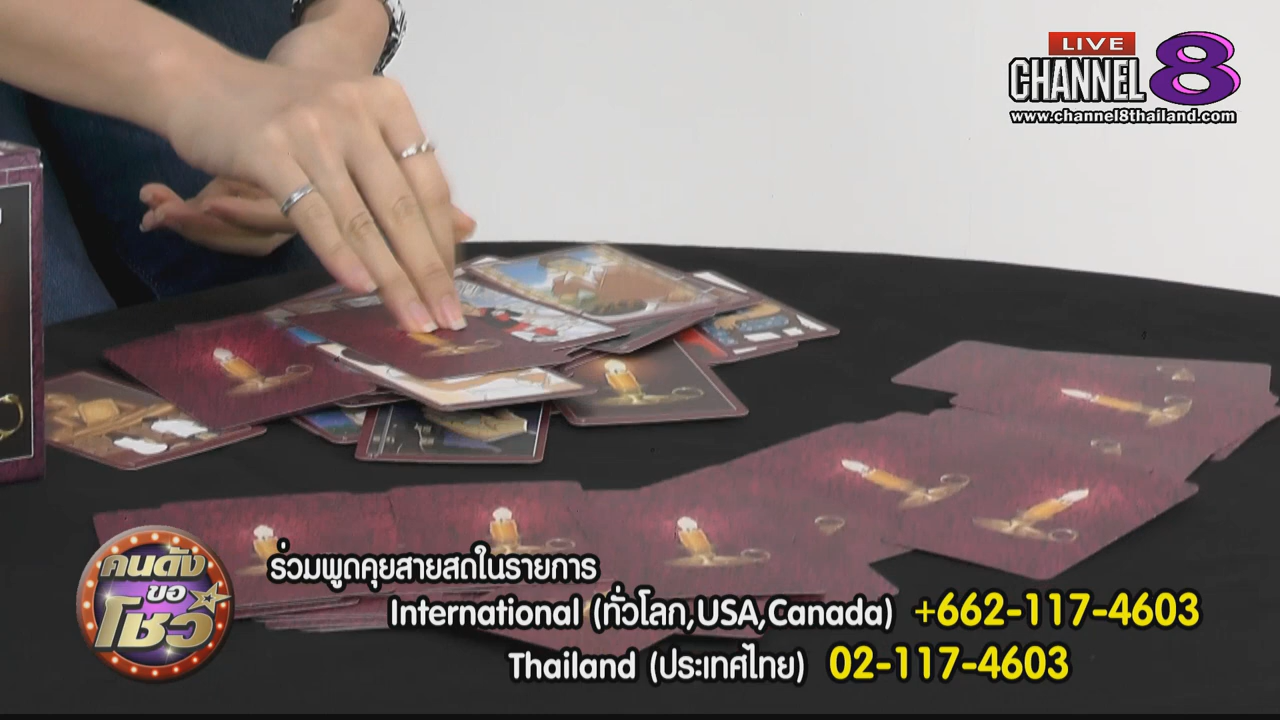 LIVE
CHANNEL 8
www.channel8thailand.com
คนดัง
ขอ
โชว์
ร่วมพูดคุยสายสดในรายการ
International (ทั่วโลก,USA,Canada) +662-117-4603
Thailand (ประเทศไทย) 02-117-4603